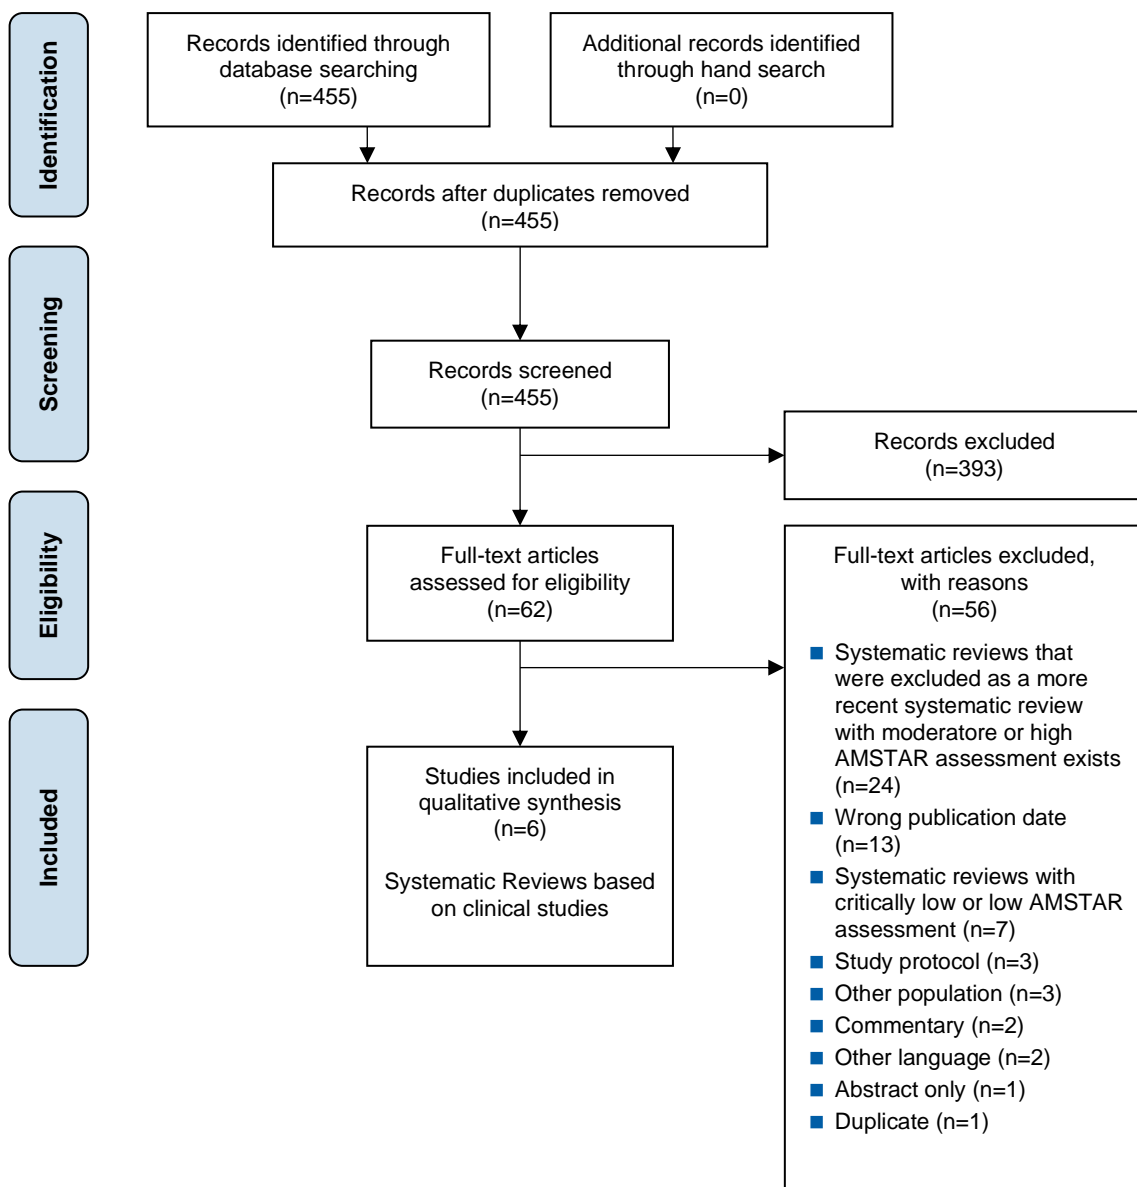 Identification
Records identified through
database searching
(n=455)
Additional records identified
through hand search
(n=0)
Records after duplicates removed
(n=455)
Screening
Records screened
(n=455)
Records excluded
(n=393)
Eligibility
Full-text articles
assessed for eligibility
(n=62)
Full-text articles excluded,
with reasons
(n=56)
Systematic reviews that
were excluded as a more
recent systematic review
with moderatore or high
AMSTAR assessment exists
(n=24)
Wrong publication date
(n=13)
Systematic reviews with
critically low or low AMSTAR
assessment (n=7)
Study protocol (n=3)
Other population (n=3)
Commentary (n=2)
Other language (n=2)
Abstract only (n=1)
Duplicate (n=1)
Included
Studies included in
qualitative synthesis
(n=6)
Systematic Reviews based
on clinical studies